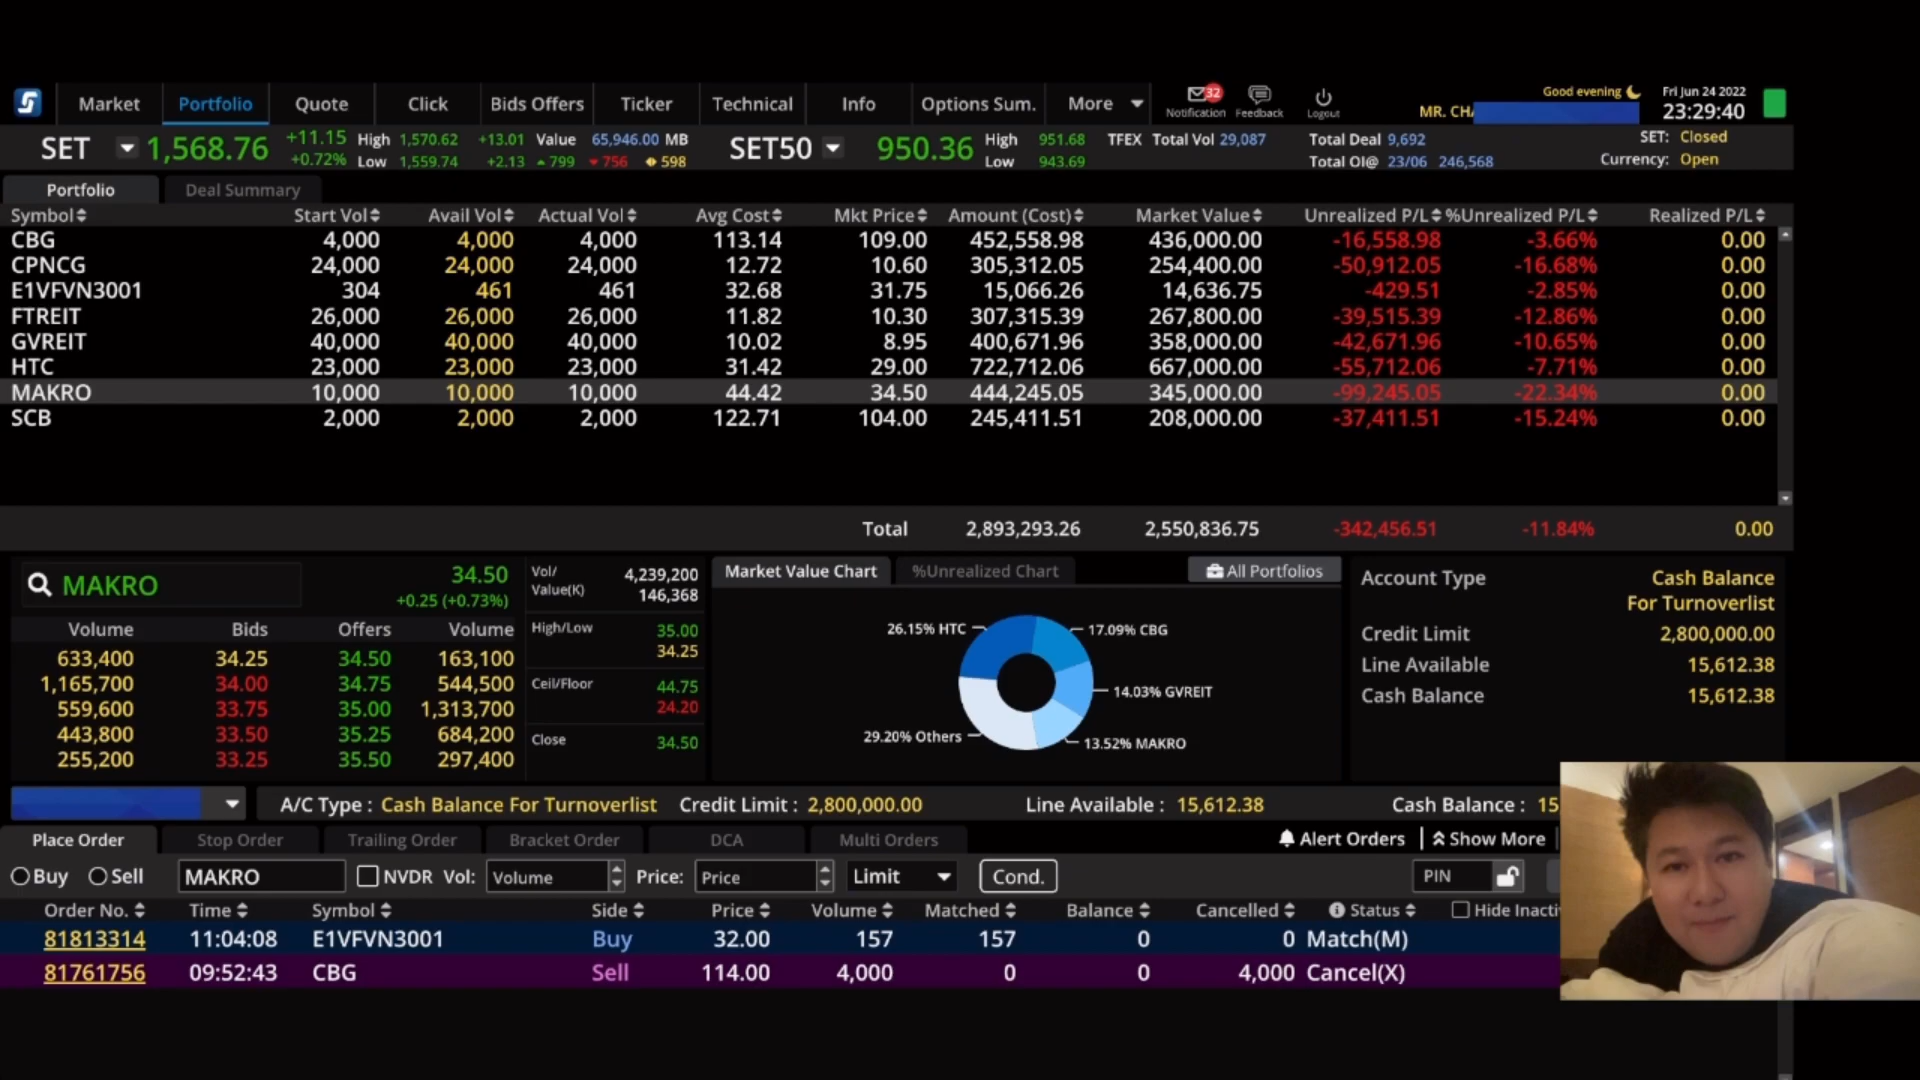 Market Portfolio Quote Click Bids Offers Ticker Technical Info Options Sum. More 32 Notification Feedback Logout Good evening MR. CHA Fri Jun 24 2022 23:29:40
SET 1,568.76 +11.15 +0.72% High 1,570.62 +13.01 Value 65,946.00 MB SET50 950.36 High 951.68 TFEX Total Vol 29,087 Total Deal 9,692 SET: Closed
Low 1,559.74 +2.13 799 756 598 Low 943.69 Total OI@ 23/06 246,568 Currency: Open
Portfolio Deal Summary
Symbol Start Vol Avail Vol Actual Vol Avg Cost Mkt Price Amount (Cost) Market Value Unrealized P/L %Unrealized P/L Realized P/L
CBG 4,000 4,000 4,000 113.14 109.00 452,558.98 436,000.00 -16,558.98 -3.66% 0.00
CPNCG 24,000 24,000 24,000 12.72 10.60 305,312.05 254,400.00 -50,912.05 -16.68% 0.00
E1VFVN3001 304 461 461 32.68 31.75 15,066.26 14,636.75 -429.51 -2.85% 0.00
FTREIT 26,000 26,000 26,000 11.82 10.30 307,315.39 267,800.00 -39,515.39 -12.86% 0.00
GVREIT 40,000 40,000 40,000 10.02 8.95 400,671.96 358,000.00 -42,671.96 -10.65% 0.00
HTC 23,000 23,000 23,000 31.42 29.00 722,712.06 667,000.00 -55,712.06 -7.71% 0.00
MAKRO 10,000 10,000 10,000 44.42 34.50 444,245.05 345,000.00 -99,245.05 -22.34% 0.00
SCB 2,000 2,000 2,000 122.71 104.00 245,411.51 208,000.00 -37,411.51 -15.24% 0.00
Total 2,893,293.26 2,550,836.75 -342,456.51 -11.84% 0.00
MAKRO 34.50
+0.25 (+0.73%)
Volume Bids Offers Volume
633,400 34.25 34.50 163,100
1,165,700 34.00 34.75 544,500
559,600 33.75 35.00 1,313,700
443,800 33.50 35.25 684,200
255,200 33.25 35.50 297,400
Vol/ 4,239,200
Value(K) 146,368
High/Low 35.00
34.25
Ceil/Floor 44.75
24.20
Close 34.50
Market Value Chart %Unrealized Chart All Portfolios
26.15% HTC 17.09% CBG
14.03% GVREIT
29.20% Others 13.52% MAKRO
Account Type Cash Balance
For Turnoverlist
Credit Limit 2,800,000.00
Line Available 15,612.38
Cash Balance 15,612.38
A/C Type : Cash Balance For Turnoverlist Credit Limit : 2,800,000.00 Line Available : 15,612.38 Cash Balance : 15
Place Order Stop Order Trailing Order Bracket Order DCA Multi Orders Alert Orders Show More
Buy Sell MAKRO NVDR Vol: Volume Price: Price Limit Cond. PIN
Order No. Time Symbol Side Price Volume Matched Balance Cancelled Status Hide Inacti
81813314 11:04:08 E1VFVN3001 Buy 32.00 157 157 0 0 Match(M)
81761756 09:52:43 CBG Sell 114.00 4,000 0 0 4,000 Cancel(X)